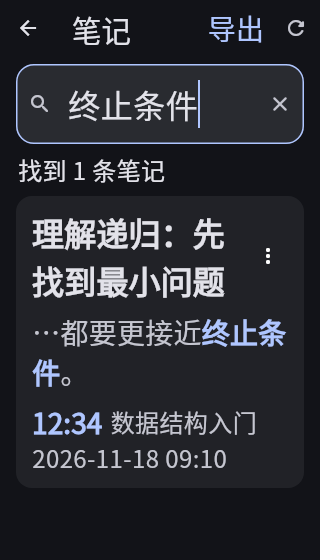 笔记 导出
终止条件
找到 1 条笔记
理解递归：先
找到最小问题
…都要更接近终止条
件。
12:34 数据结构入门
2026-11-18 09:10